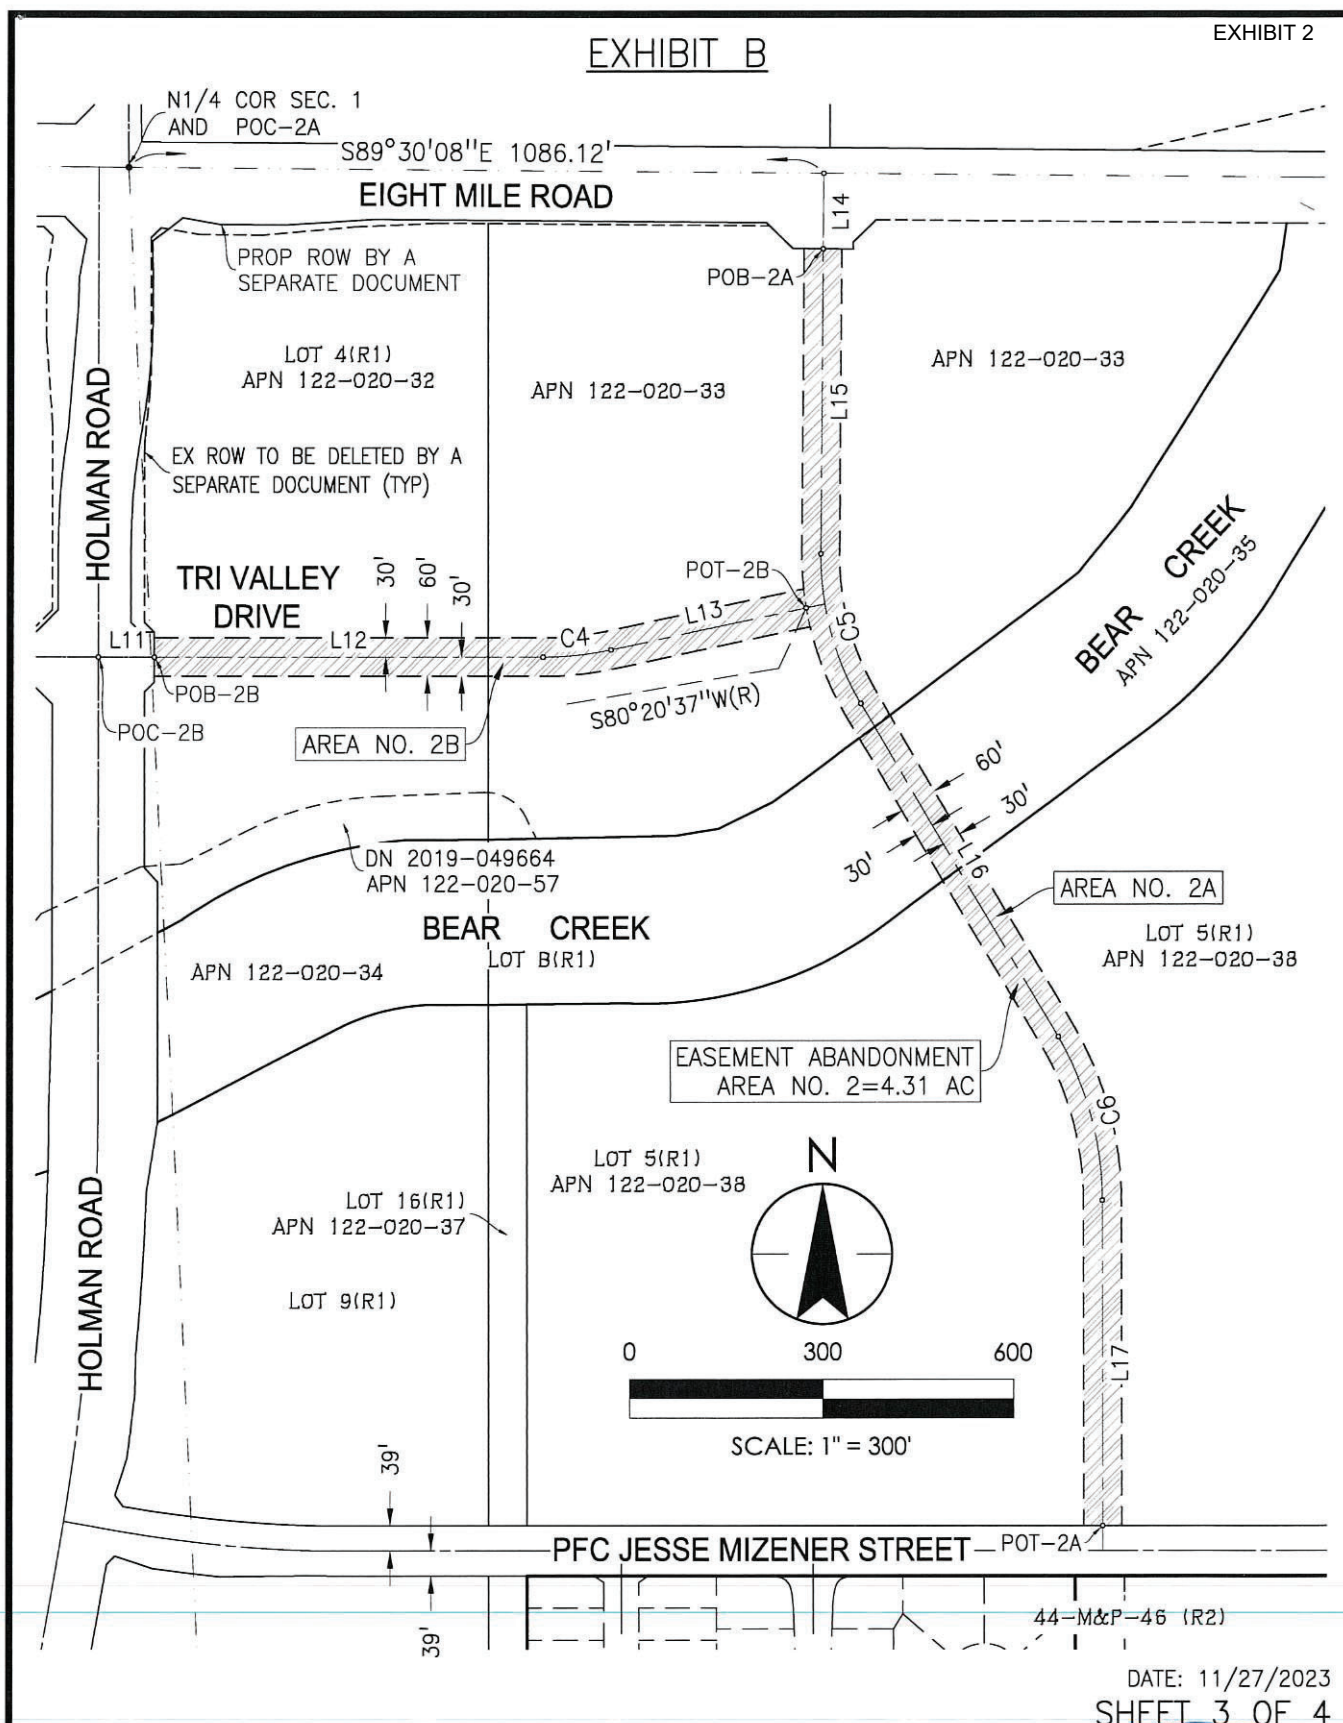 EXHIBIT 2
EXHIBIT B
N1/4 COR SEC. 1
AND POC-2A
S89°30'08"E 1086.12'
EIGHT MILE ROAD
L14
PROP ROW BY A
SEPARATE DOCUMENT
POB-2A
LOT 4(R1)
APN 122-020-32
APN 122-020-33
APN 122-020-33
L15
HOLMAN ROAD
EX ROW TO BE DELETED BY A
SEPARATE DOCUMENT (TYP)
BEAR CREEK
APN 122-020-35
TRI VALLEY
DRIVE
30'
60'
30'
POT-2B
L13
L11
L12
C4
C5
POB-2B
POC-2B
S80°20'37"W(R)
AREA NO. 2B
60'
30'
30'
L16
DN 2019-049664
APN 122-020-57
AREA NO. 2A
BEAR CREEK
LOT B(R1)
APN 122-020-34
LOT 5(R1)
APN 122-020-38
EASEMENT ABANDONMENT
AREA NO. 2=4.31 AC
C6
N
LOT 5(R1)
APN 122-020-38
LOT 16(R1)
APN 122-020-37
HOLMAN ROAD
LOT 9(R1)
0 300 600
L17
SCALE: 1" = 300'
39'
PFC JESSE MIZENER STREET
POT-2A
39'
44-M&P-46 (R2)
DATE: 11/27/2023
SHEET 3 OF 4